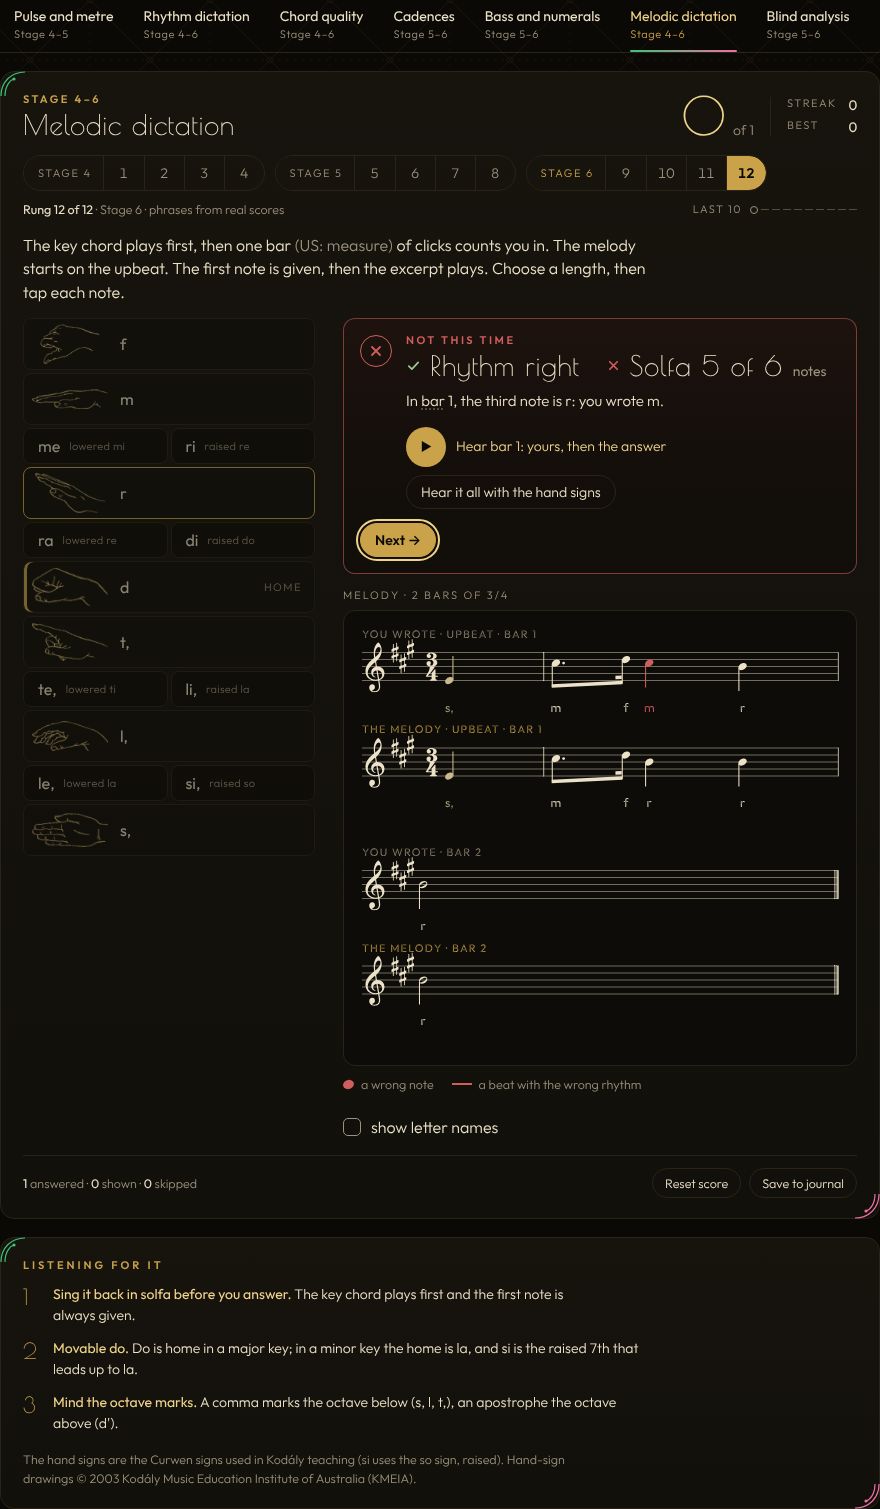 Pulse and metre
Stage 4–5
Rhythm dictation
Stage 4–6
Chord quality
Stage 4–6
Cadences
Stage 5–6
Bass and numerals
Stage 5–6
Melodic dictation
Stage 4–6
Blind analysis
Stage 5–6
STAGE 4–6
Melodic dictation
of 1
STREAK 0
BEST 0
STAGE 4 1 2 3 4
STAGE 5 5 6 7 8
STAGE 6 9 10 11 12
Rung 12 of 12 · Stage 6 · phrases from real scores
LAST 10
The key chord plays first, then one bar (US: measure) of clicks counts you in. The melody
starts on the upbeat. The first note is given, then the excerpt plays. Choose a length, then
tap each note.
f
m
me lowered mi
ri raised re
r
ra lowered re
di raised do
d HOME
t,
te, lowered ti
li, raised la
l,
le, lowered la
si, raised so
s,
NOT THIS TIME
✓ Rhythm right × Solfa 5 of 6 notes
In bar 1, the third note is r: you wrote m.
Hear bar 1: yours, then the answer
Hear it all with the hand signs
Next →
MELODY · 2 BARS OF 3/4
YOU WROTE · UPBEAT · BAR 1
3
4
s, m f m r
THE MELODY · UPBEAT · BAR 1
3
4
s, m f r r
YOU WROTE · BAR 2
r
THE MELODY · BAR 2
r
a wrong note
a beat with the wrong rhythm
show letter names
1 answered · 0 shown · 0 skipped
Reset score
Save to journal
LISTENING FOR IT
1 Sing it back in solfa before you answer. The key chord plays first and the first note is
always given.
2 Movable do. Do is home in a major key; in a minor key the home is la, and si is the raised 7th that
leads up to la.
3 Mind the octave marks. A comma marks the octave below (s, l, t,), an apostrophe the octave
above (d').
The hand signs are the Curwen signs used in Kodály teaching (si uses the so sign, raised). Hand-sign
drawings © 2003 Kodály Music Education Institute of Australia (KMEIA).